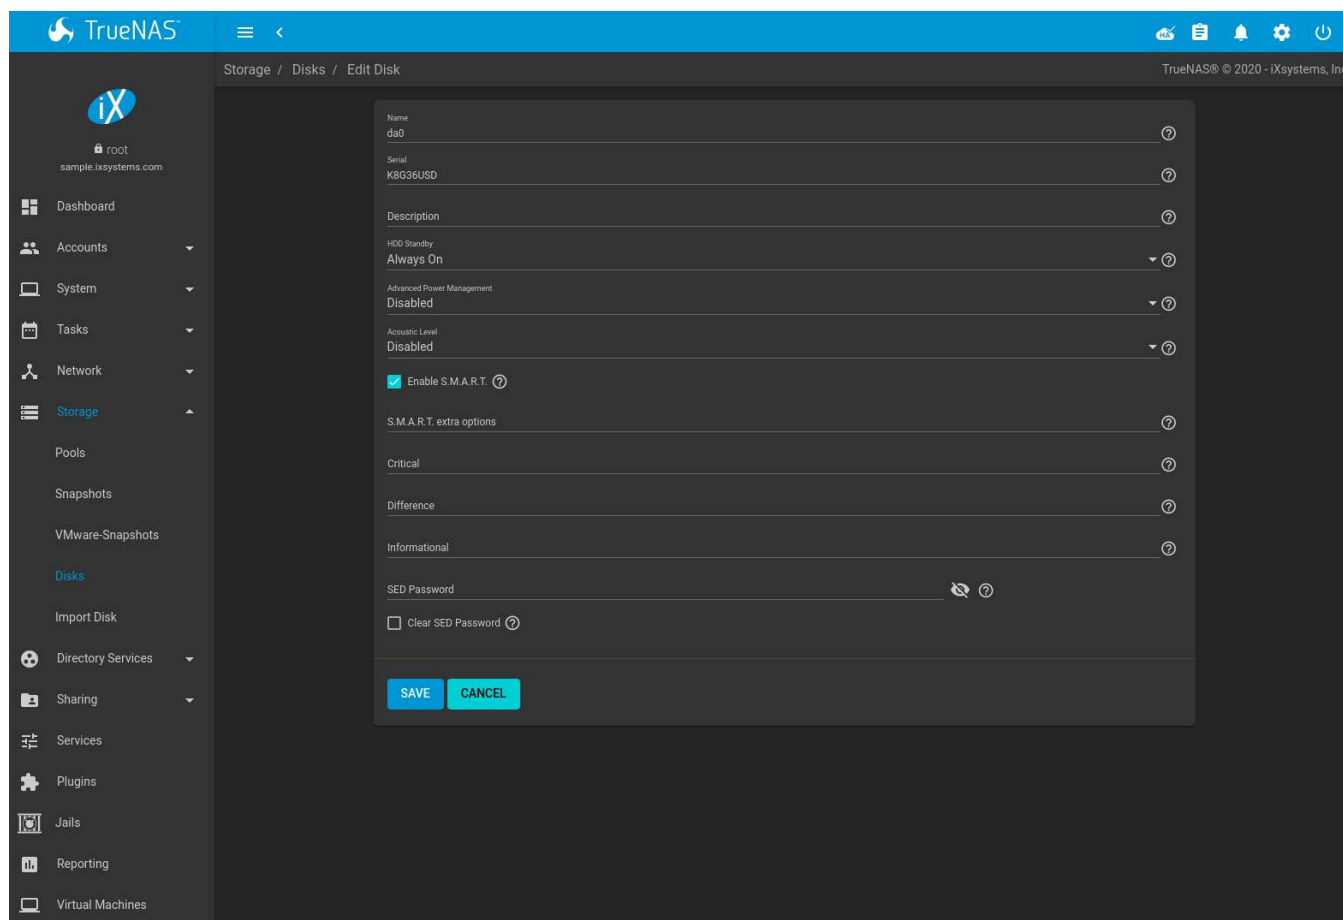 TrueNAS
HA
Storage / Disks / Edit Disk
TrueNAS® © 2020 - iXsystems, Inc
iX
root
sample.ixsystems.com
Dashboard
Accounts
System
Tasks
Network
Storage
Pools
Snapshots
VMware-Snapshots
Disks
Import Disk
Directory Services
Sharing
Services
Plugins
Jails
Reporting
Virtual Machines
Name
da0
Serial
K8G36USD
Description
HDD Standby
Always On
Advanced Power Management
Disabled
Acoustic Level
Disabled
Enable S.M.A.R.T.
S.M.A.R.T. extra options
Critical
Difference
Informational
SED Password
Clear SED Password
SAVE CANCEL